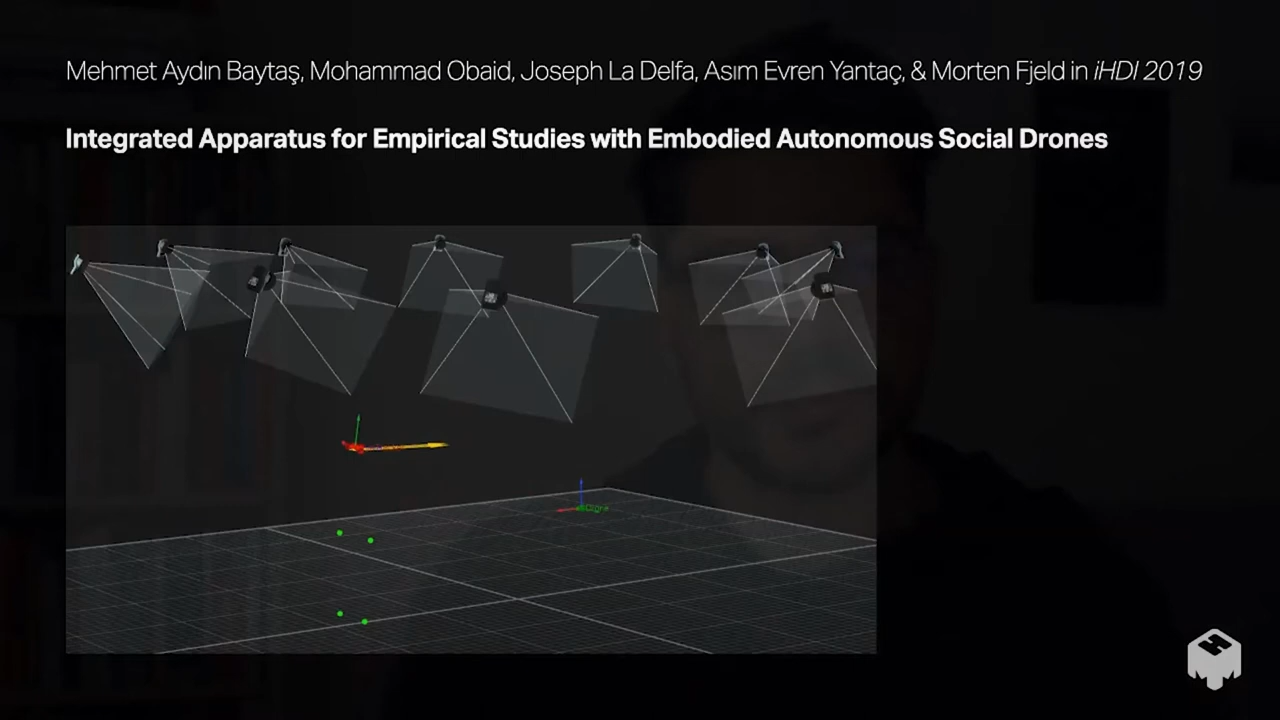 Mehmet Aydın Baytaş, Mohammad Obaid, Joseph La Delfa, Asım Evren Yantaç, & Morten Fjeld in iHDI 2019
Integrated Apparatus for Empirical Studies with Embodied Autonomous Social Drones